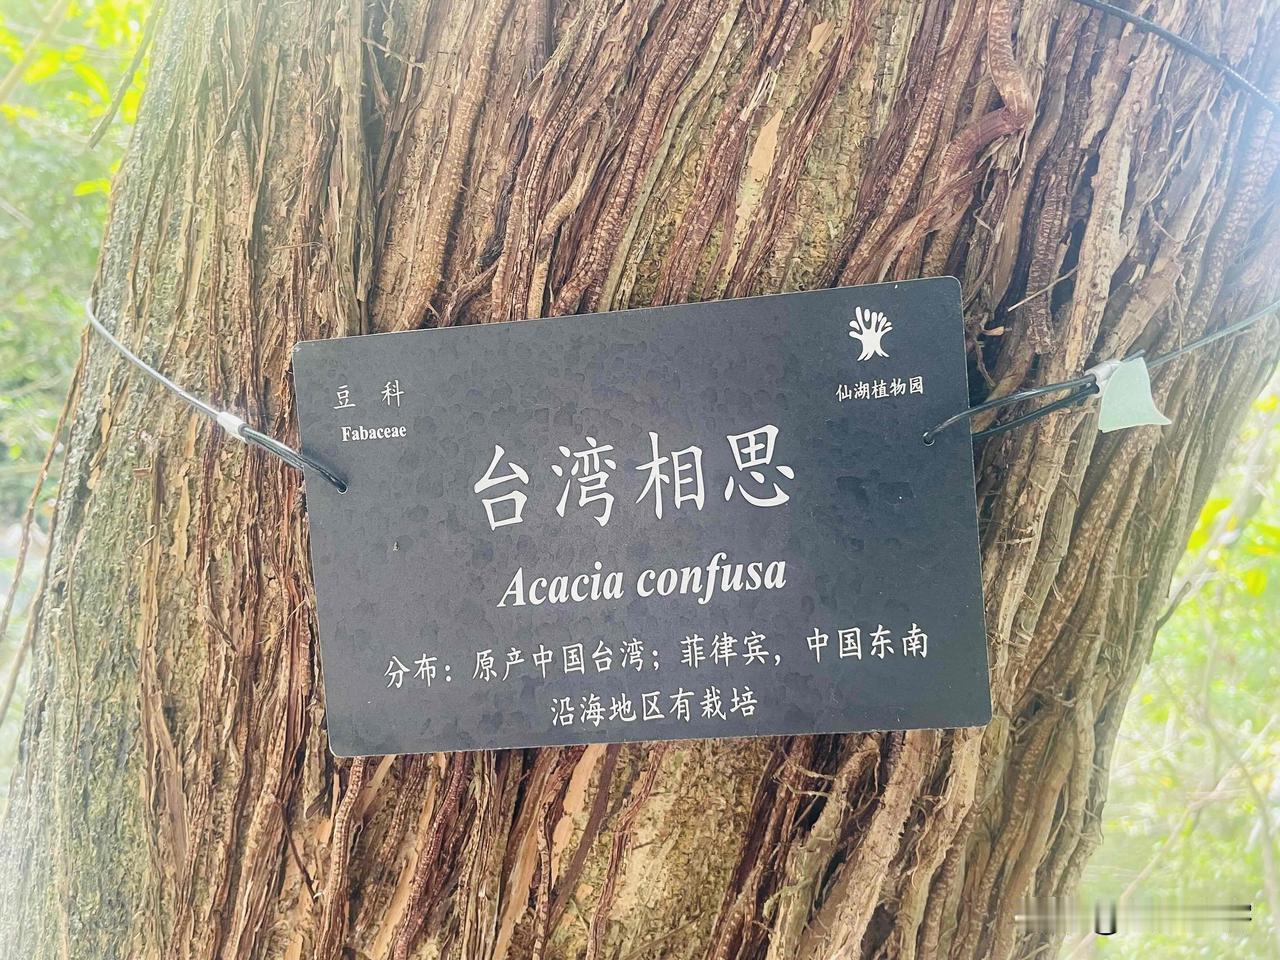 豆 科
Fabaceae
仙湖植物园
台湾相思
Acacia confusa
分布：原产中国台湾；菲律宾，中国东南
沿海地区有栽培